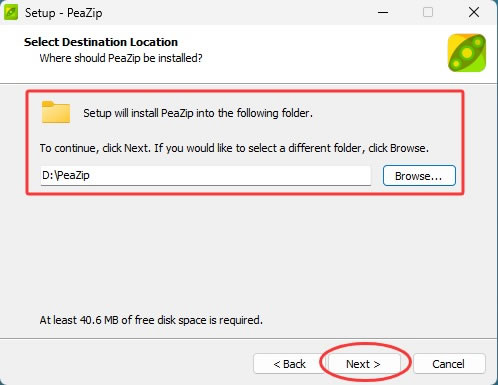 Setup - PeaZip
Select Destination Location
Where should PeaZip be installed?
Setup will install PeaZip into the following folder.
To continue, click Next. If you would like to select a different folder, click Browse.
D:\PeaZip
Browse...
At least 40.6 MB of free disk space is required.
< Back
Next >
Cancel